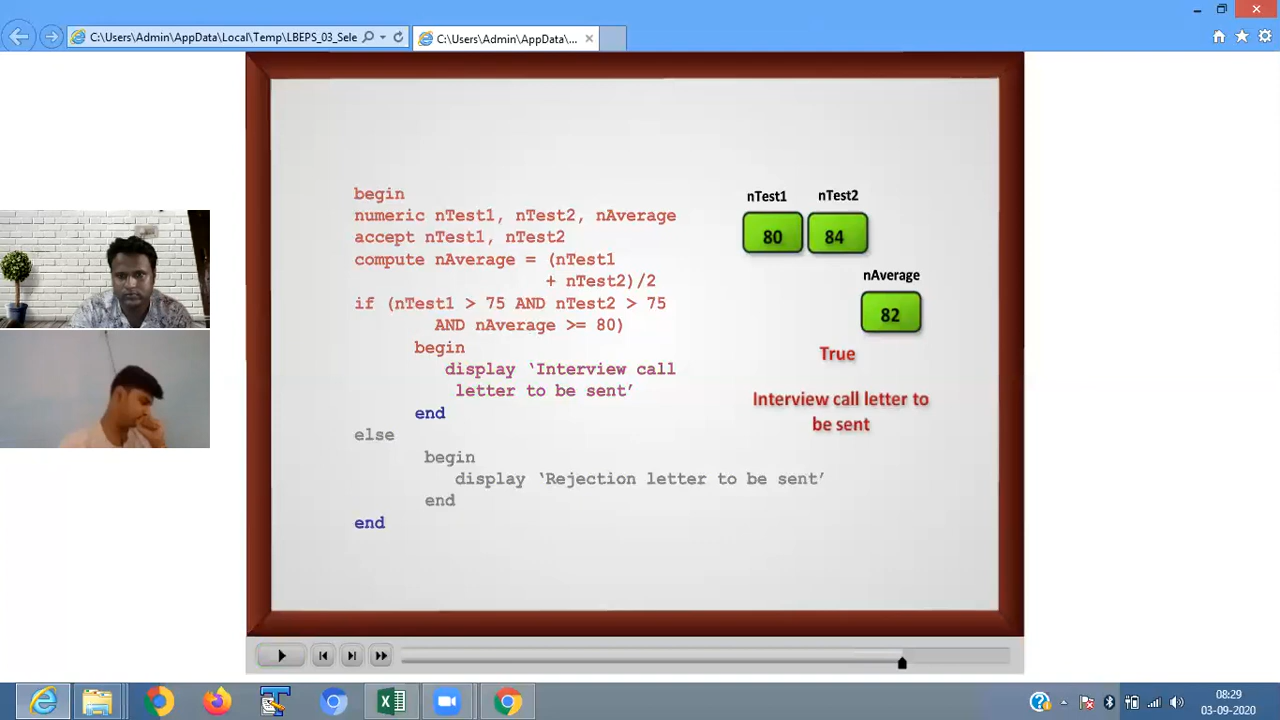 C:\Users\Admin\AppData\Local\Temp\LBEPS_03_Sele
C:\Users\Admin\AppData\...
begin
numeric nTest1, nTest2, nAverage
accept nTest1, nTest2
compute nAverage = (nTest1
+ nTest2)/2
if (nTest1 > 75 AND nTest2 > 75
AND nAverage >= 80)
begin
display ‘Interview call
letter to be sent’
end
else
begin
display ‘Rejection letter to be sent’
end
end
nTest1 nTest2
80 84
nAverage
82
True
Interview call letter to
be sent
08:29
03-09-2020